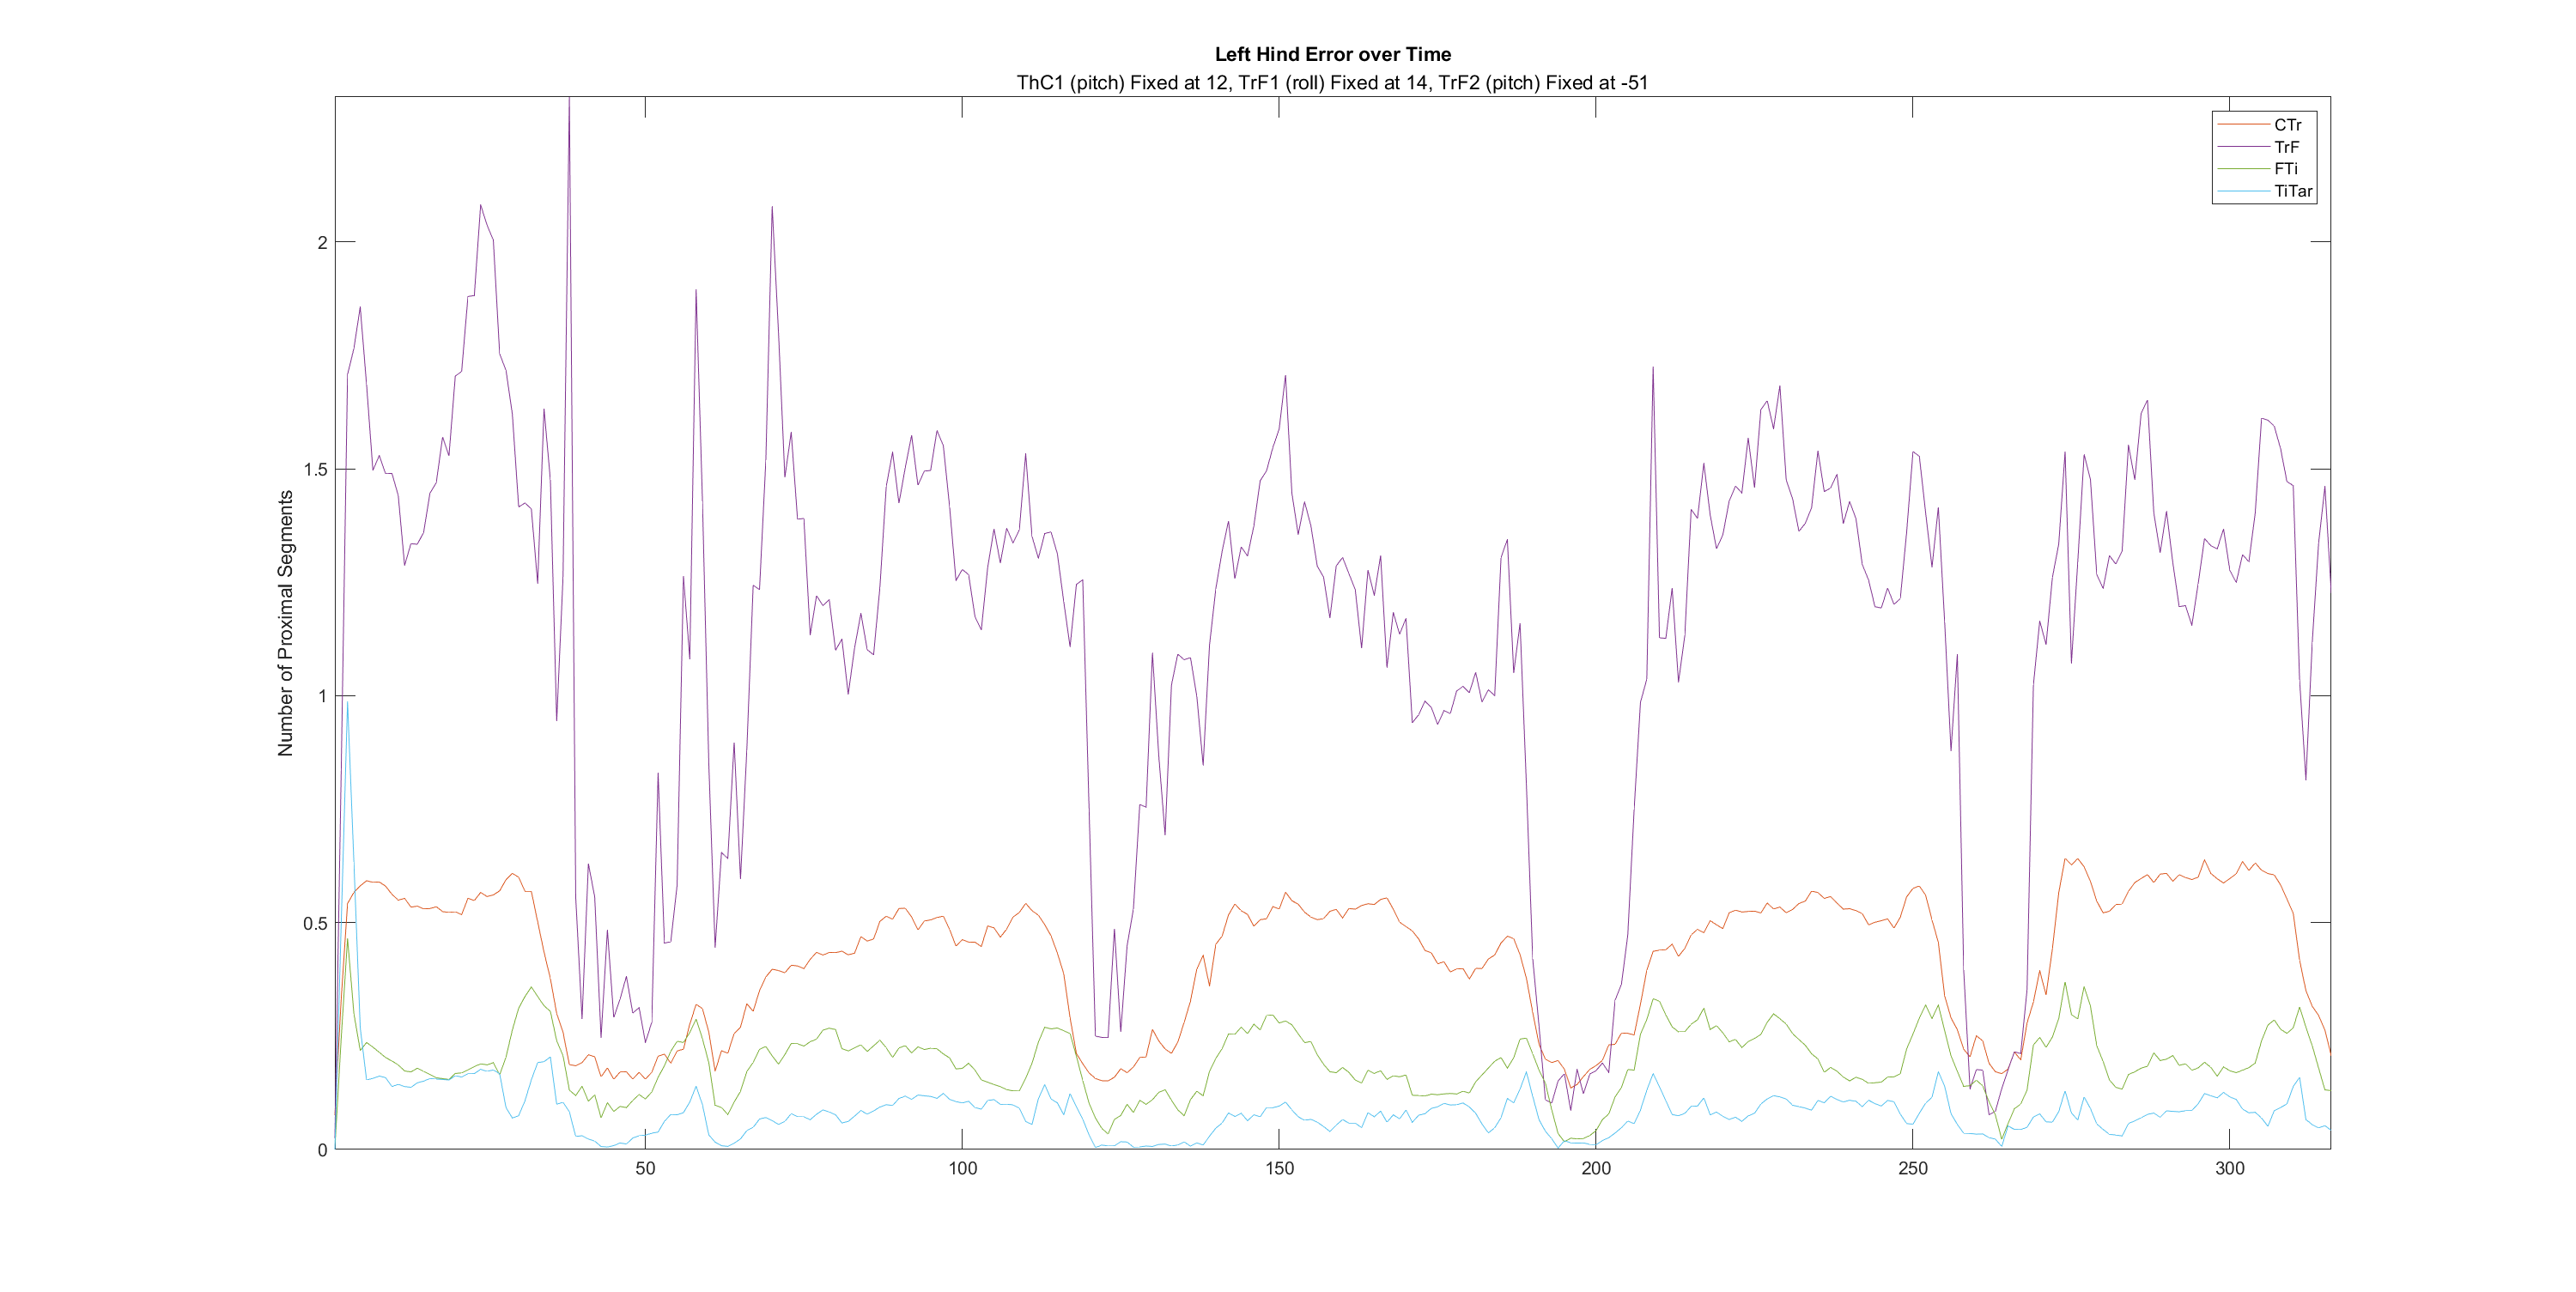 Left Hind Error over Time
ThC1 (pitch) Fixed at 12, TrF1 (roll) Fixed at 14, TrF2 (pitch) Fixed at -51
CTr
TrF
FTi
TiTar
Number of Proximal Segments
2
1.5
1
0.5
0
50
100
150
200
250
300